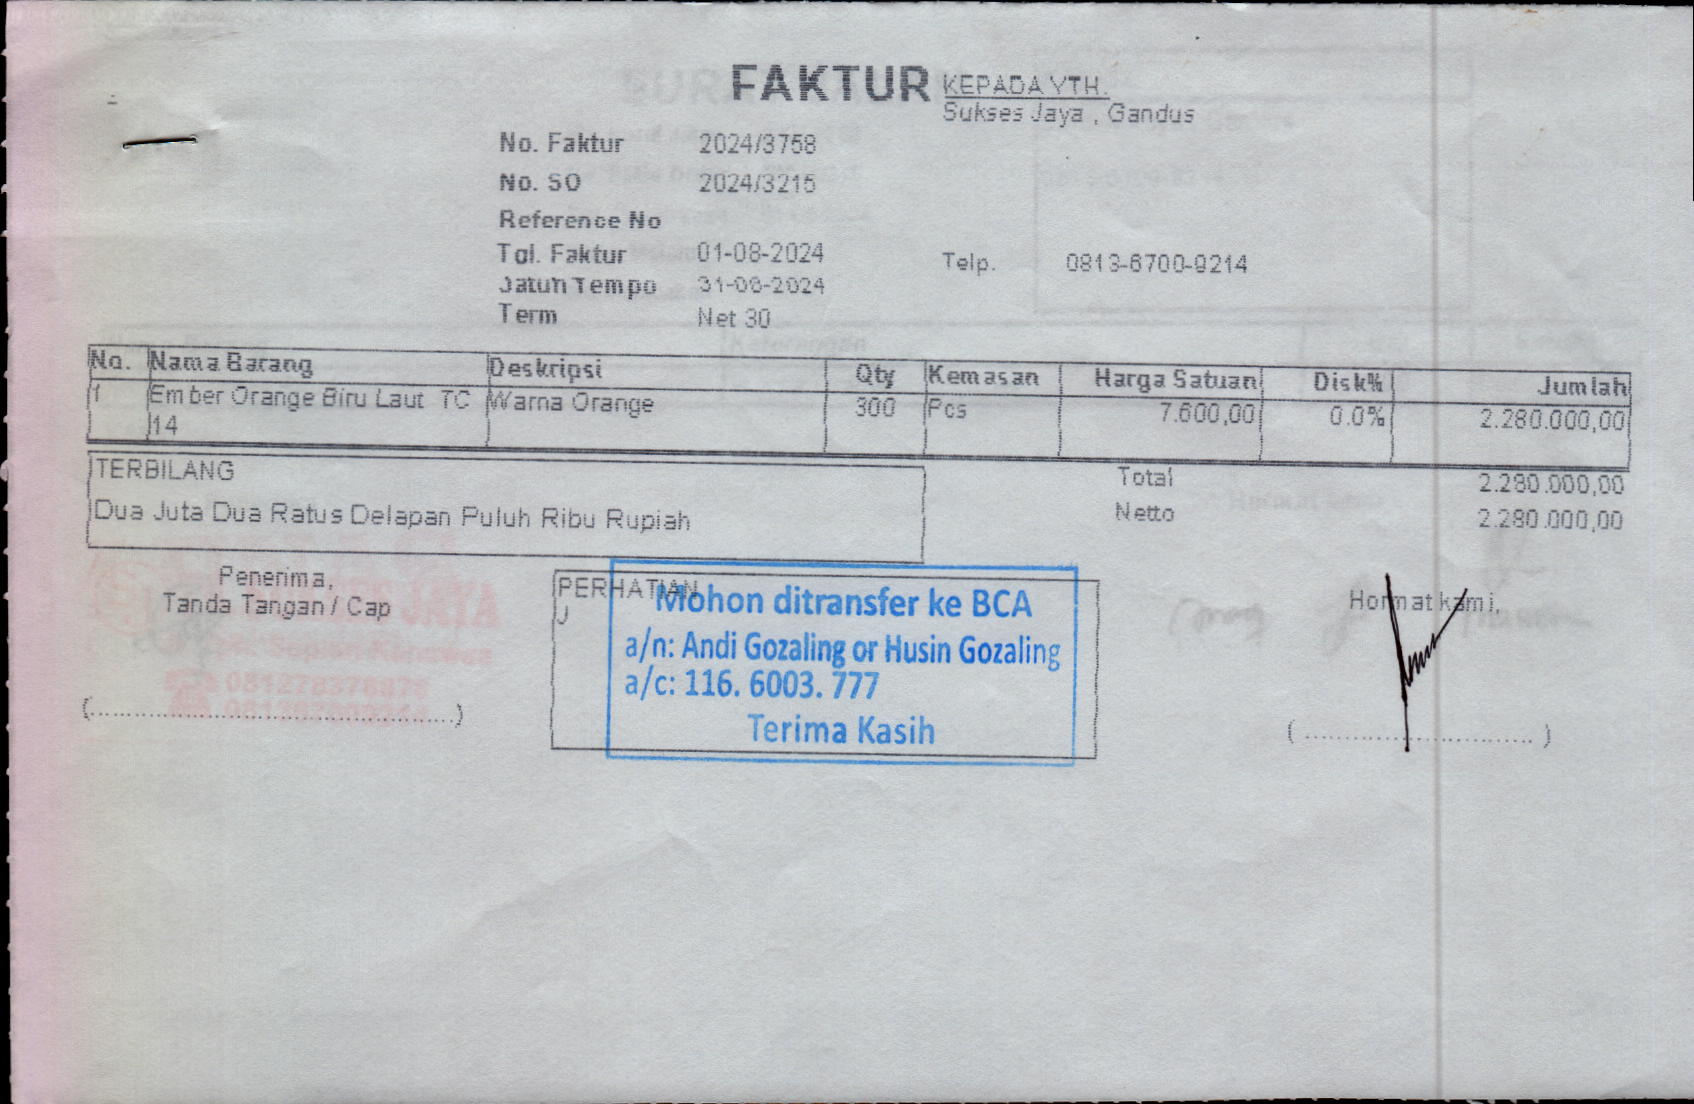 FAKTUR
KEPADA YTH.
Sukses Jaya , Gandus
No. Faktur 2024/3758
No. SO 2024/3215
Reference No
Tgl. Faktur 01-08-2024
Telp. 0813-6700-9214
Jatuh Tempo 31-08-2024
Term Net 30
No. Nama Barang Deskripsi Qty Kemasan Harga Satuan Disk% Jumlah
1 Ember Orange Biru Laut TC 14 Warna Orange 300 Pcs 7.600,00 0.0% 2.280.000,00
TERBILANG
Dua Juta Dua Ratus Delapan Puluh Ribu Rupiah
Total 2.280.000,00
Netto 2.280.000,00
Penerima,
Tanda Tangan / Cap
(.....................................................)
PERHATIAN
Mohon ditransfer ke BCA
a/n: Andi Gozaling or Husin Gozaling
a/c: 116. 6003. 777
Terima Kasih
Hormat kami,
( ................................. )